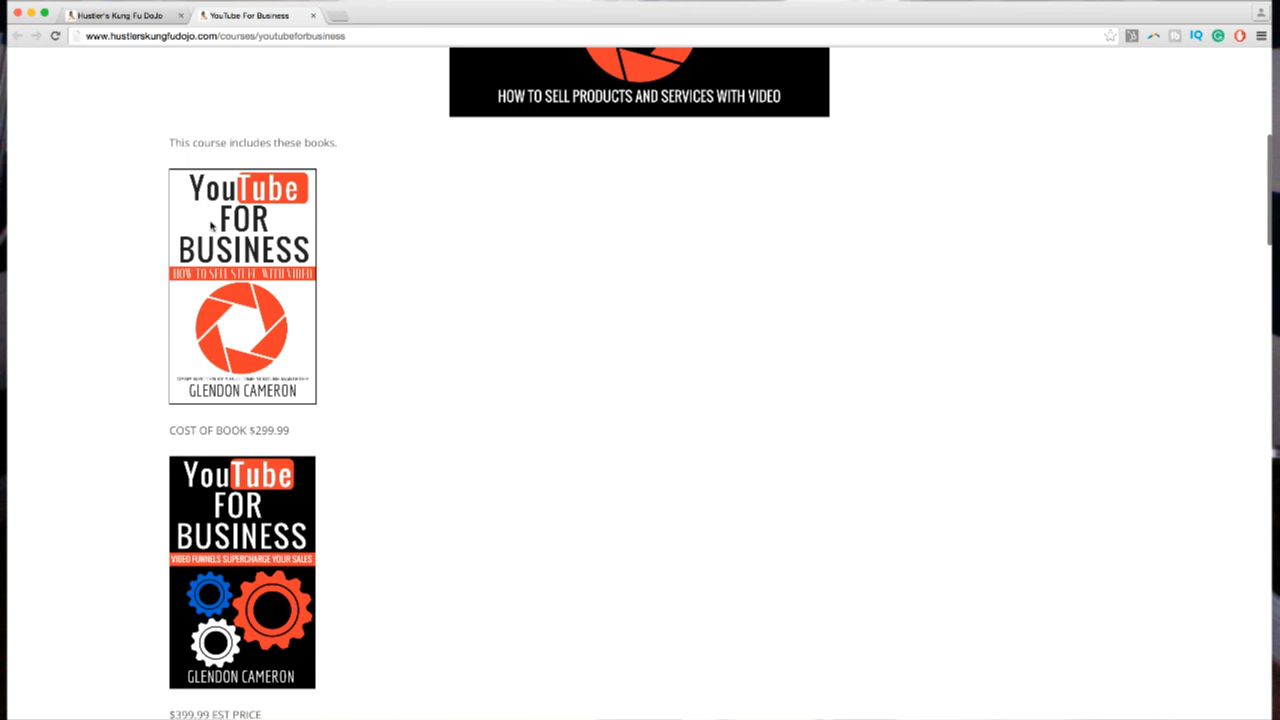 Hustler's Kung Fu DoJo
YouTube For Business
www.hustlerskungfudojo.com/courses/youtubeforbusiness
HOW TO SELL PRODUCTS AND SERVICES WITH VIDEO
This course includes these books.
YouTube
FOR
BUSINESS
HOW TO SELL STUFF WITH VIDEO
GLENDON CAMERON
COST OF BOOK $299.99
YouTube
FOR
BUSINESS
VIDEO FUNNELS SUPERCHARGE YOUR SALES
GLENDON CAMERON
$399.99 EST PRICE